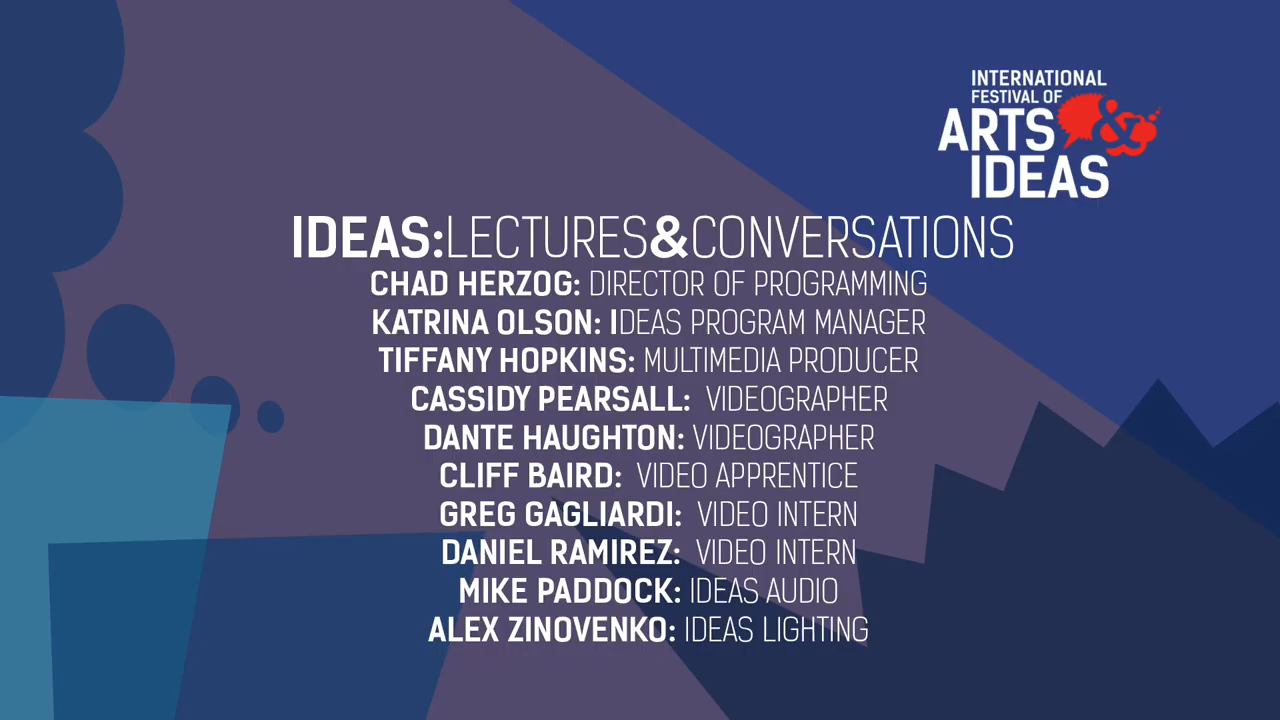 INTERNATIONAL
FESTIVAL OF
ARTS &
IDEAS
IDEAS:LECTURES&CONVERSATIONS
CHAD HERZOG: DIRECTOR OF PROGRAMMING
KATRINA OLSON: IDEAS PROGRAM MANAGER
TIFFANY HOPKINS: MULTIMEDIA PRODUCER
CASSIDY PEARSALL: VIDEOGRAPHER
DANTE HAUGHTON: VIDEOGRAPHER
CLIFF BAIRD: VIDEO APPRENTICE
GREG GAGLIARDI: VIDEO INTERN
DANIEL RAMIREZ: VIDEO INTERN
MIKE PADDOCK: IDEAS AUDIO
ALEX ZINOVENKO: IDEAS LIGHTING